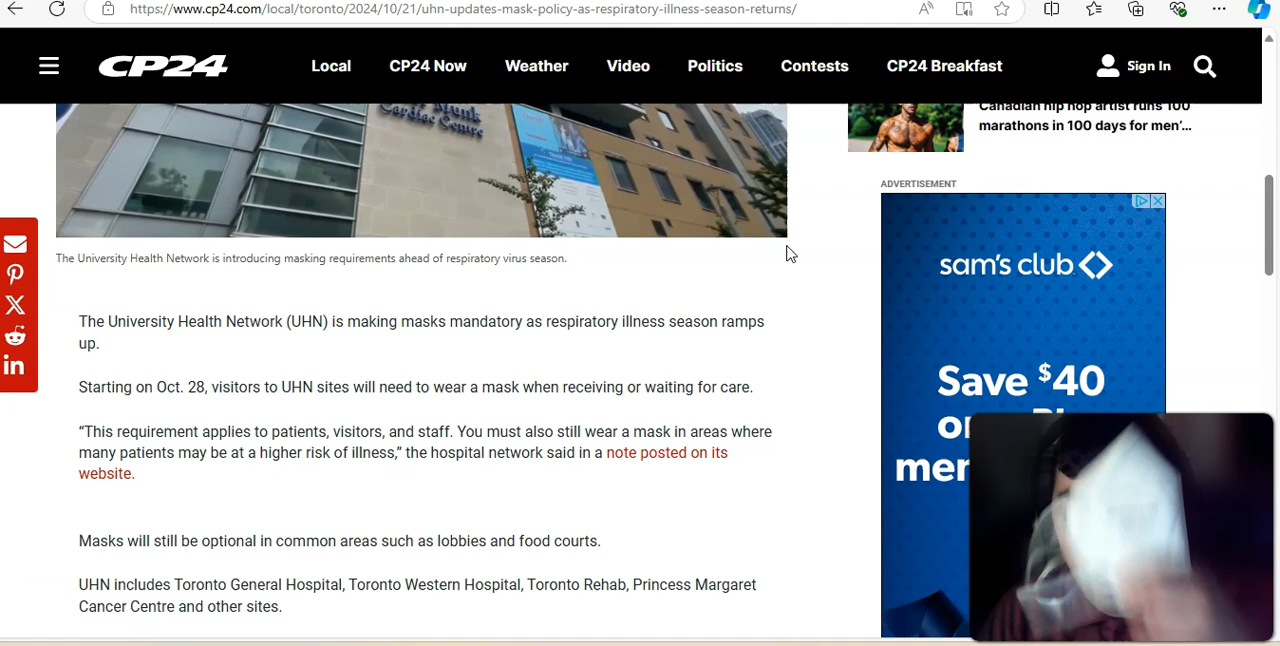 https://www.cp24.com/local/toronto/2024/10/21/uhn-updates-mask-policy-as-respiratory-illness-season-returns/
CP24
Local
CP24 Now
Weather
Video
Politics
Contests
CP24 Breakfast
Sign In
Munk
Cardiac Centre
Canadian hip hop artist runs 100
marathons in 100 days for men'...
ADVERTISEMENT
The University Health Network is introducing masking requirements ahead of respiratory virus season.
The University Health Network (UHN) is making masks mandatory as respiratory illness season ramps
up.
Starting on Oct. 28, visitors to UHN sites will need to wear a mask when receiving or waiting for care.
“This requirement applies to patients, visitors, and staff. You must also still wear a mask in areas where
many patients may be at a higher risk of illness,” the hospital network said in a note posted on its
website.
Masks will still be optional in common areas such as lobbies and food courts.
UHN includes Toronto General Hospital, Toronto Western Hospital, Toronto Rehab, Princess Margaret
Cancer Centre and other sites.
in
sam's club
Save $40